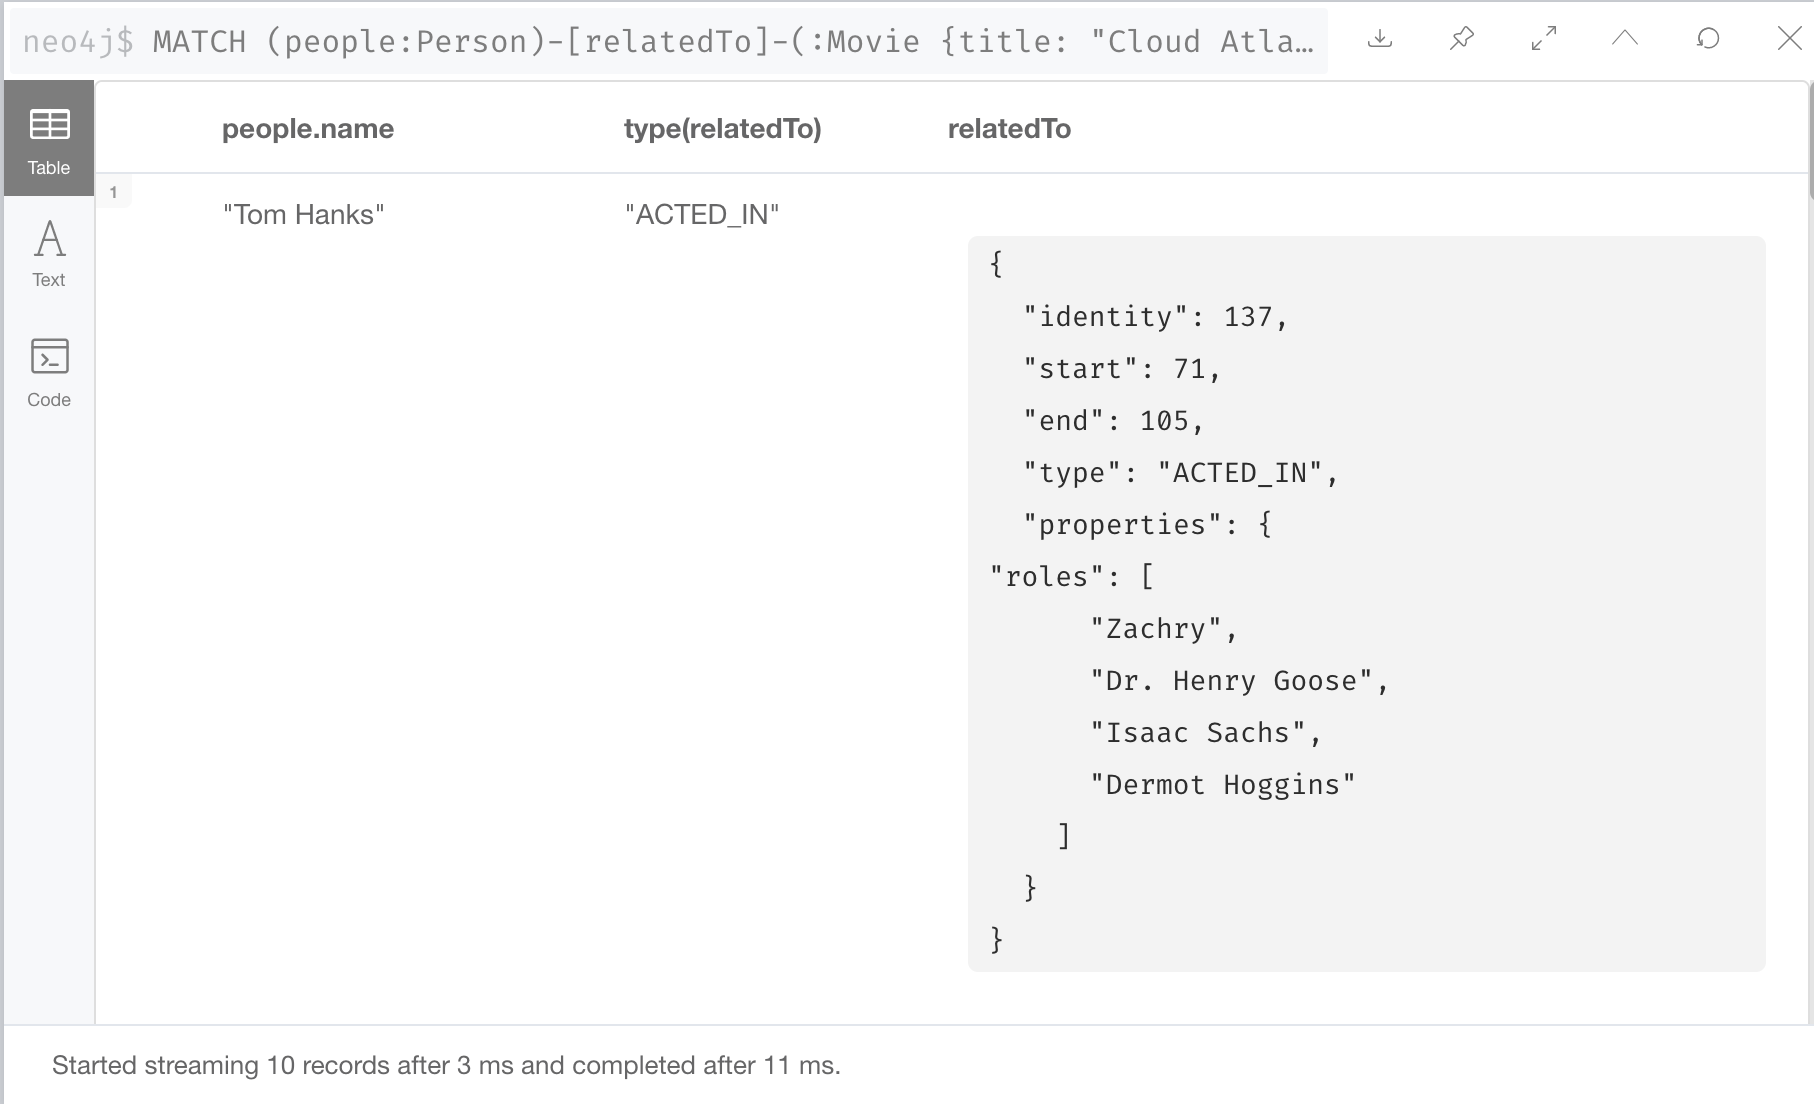 neo4j$ MATCH (people:Person)-[relatedTo]-(:Movie {title: "Cloud Atla…
people.name type(relatedTo) relatedTo
Table
1
"Tom Hanks" "ACTED_IN"
Text
Code
{
"identity": 137,
"start": 71,
"end": 105,
"type": "ACTED_IN",
"properties": {
"roles": [
"Zachry",
"Dr. Henry Goose",
"Isaac Sachs",
"Dermot Hoggins"
]
}
}
Started streaming 10 records after 3 ms and completed after 11 ms.